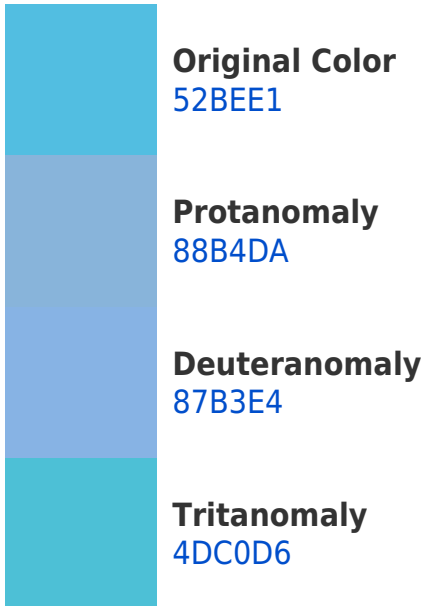 Original Color
52BEE1
Protanomaly
88B4DA
Deuteranomaly
87B3E4
Tritanomaly
4DC0D6